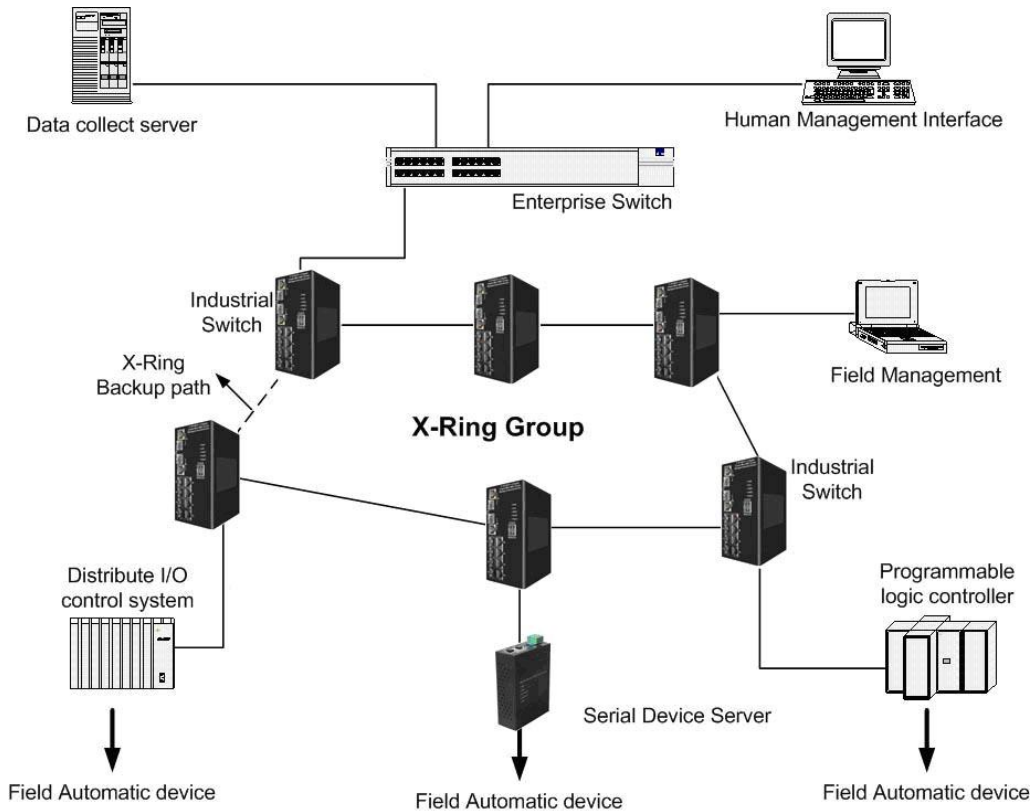 Data collect server
Human Management Interface
Enterprise Switch
Industrial
Switch
X-Ring
Backup path
Field Management
X-Ring Group
Industrial
Switch
Distribute I/O
control system
Programmable
logic controller
Serial Device Server
Field Automatic device
Field Automatic device
Field Automatic device